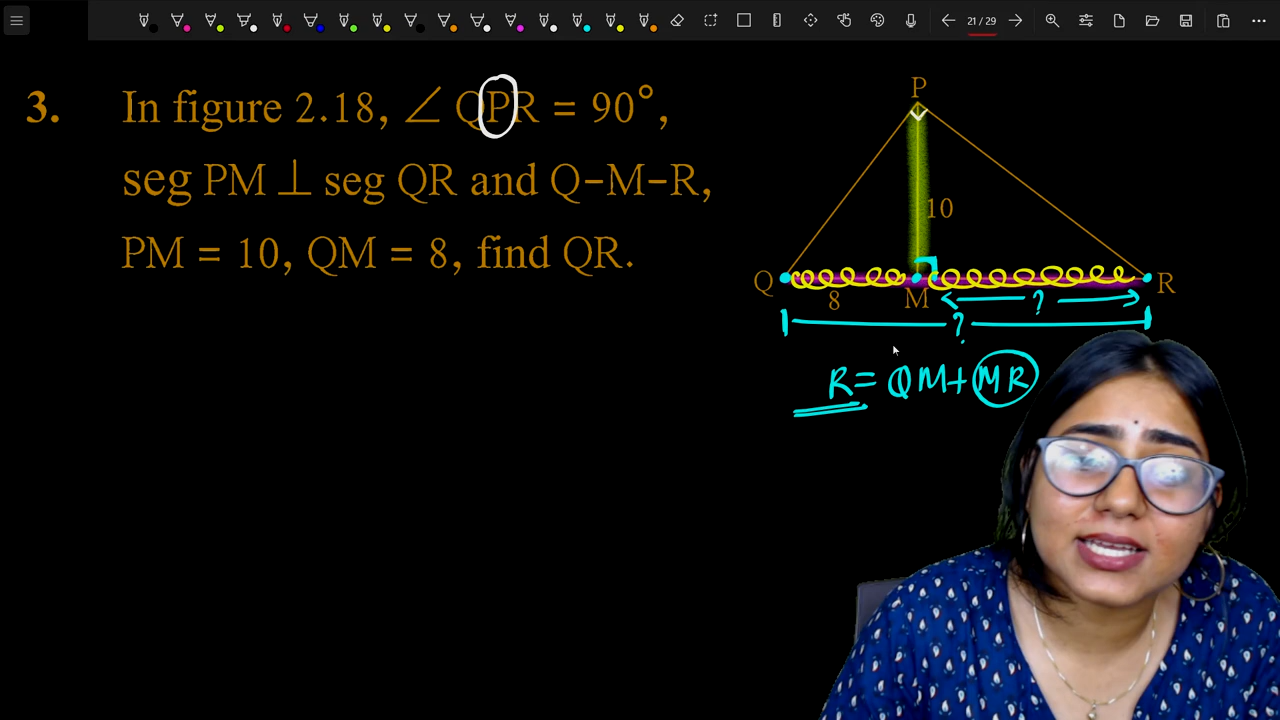 21 / 29
3. In figure 2.18, ∠ QPR = 90°,
seg PM ⊥ seg QR and Q-M-R,
PM = 10, QM = 8, find QR.
P
10
Q
8
M
R
?
?
R = QM + MR